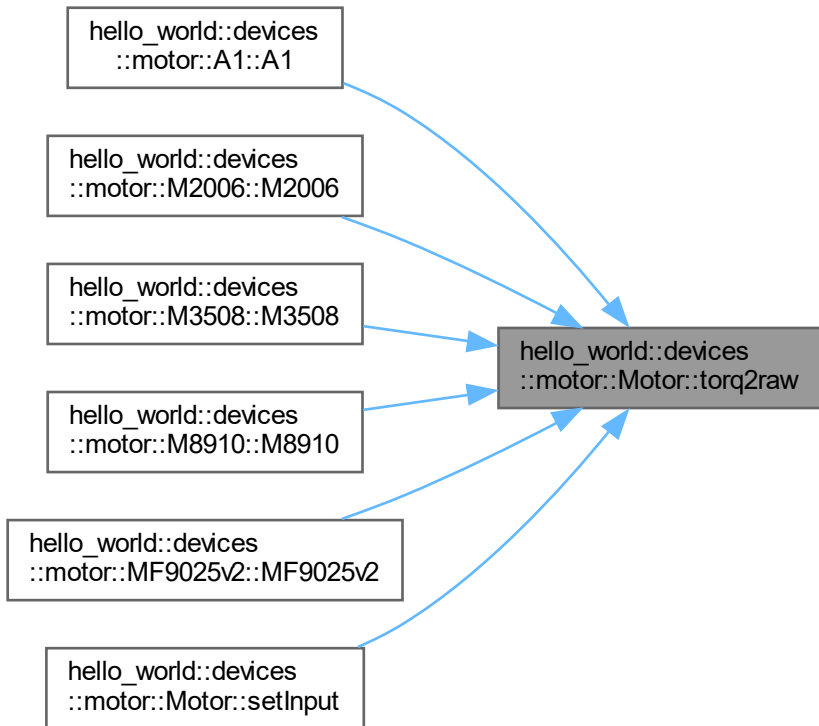 hello_world::devices
::motor::A1::A1
hello_world::devices
::motor::M2006::M2006
hello_world::devices
::motor::M3508::M3508
hello_world::devices
::motor::Motor::torq2raw
hello_world::devices
::motor::M8910::M8910
hello_world::devices
::motor::MF9025v2::MF9025v2
hello_world::devices
::motor::Motor::setInput